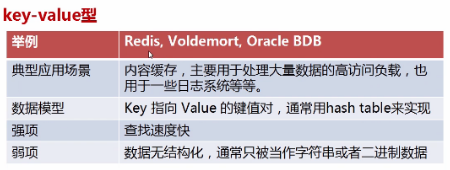 key-value型
举例 Redis, Voldemort, Oracle BDB
典型应用场景 内容缓存，主要用于处理大量数据的高访问负载，也
用于一些日志系统等等。
数据模型 Key 指向 Value 的键值对，通常用hash table来实现
强项 查找速度快
弱项 数据无结构化，通常只被当作字符串或者二进制数据